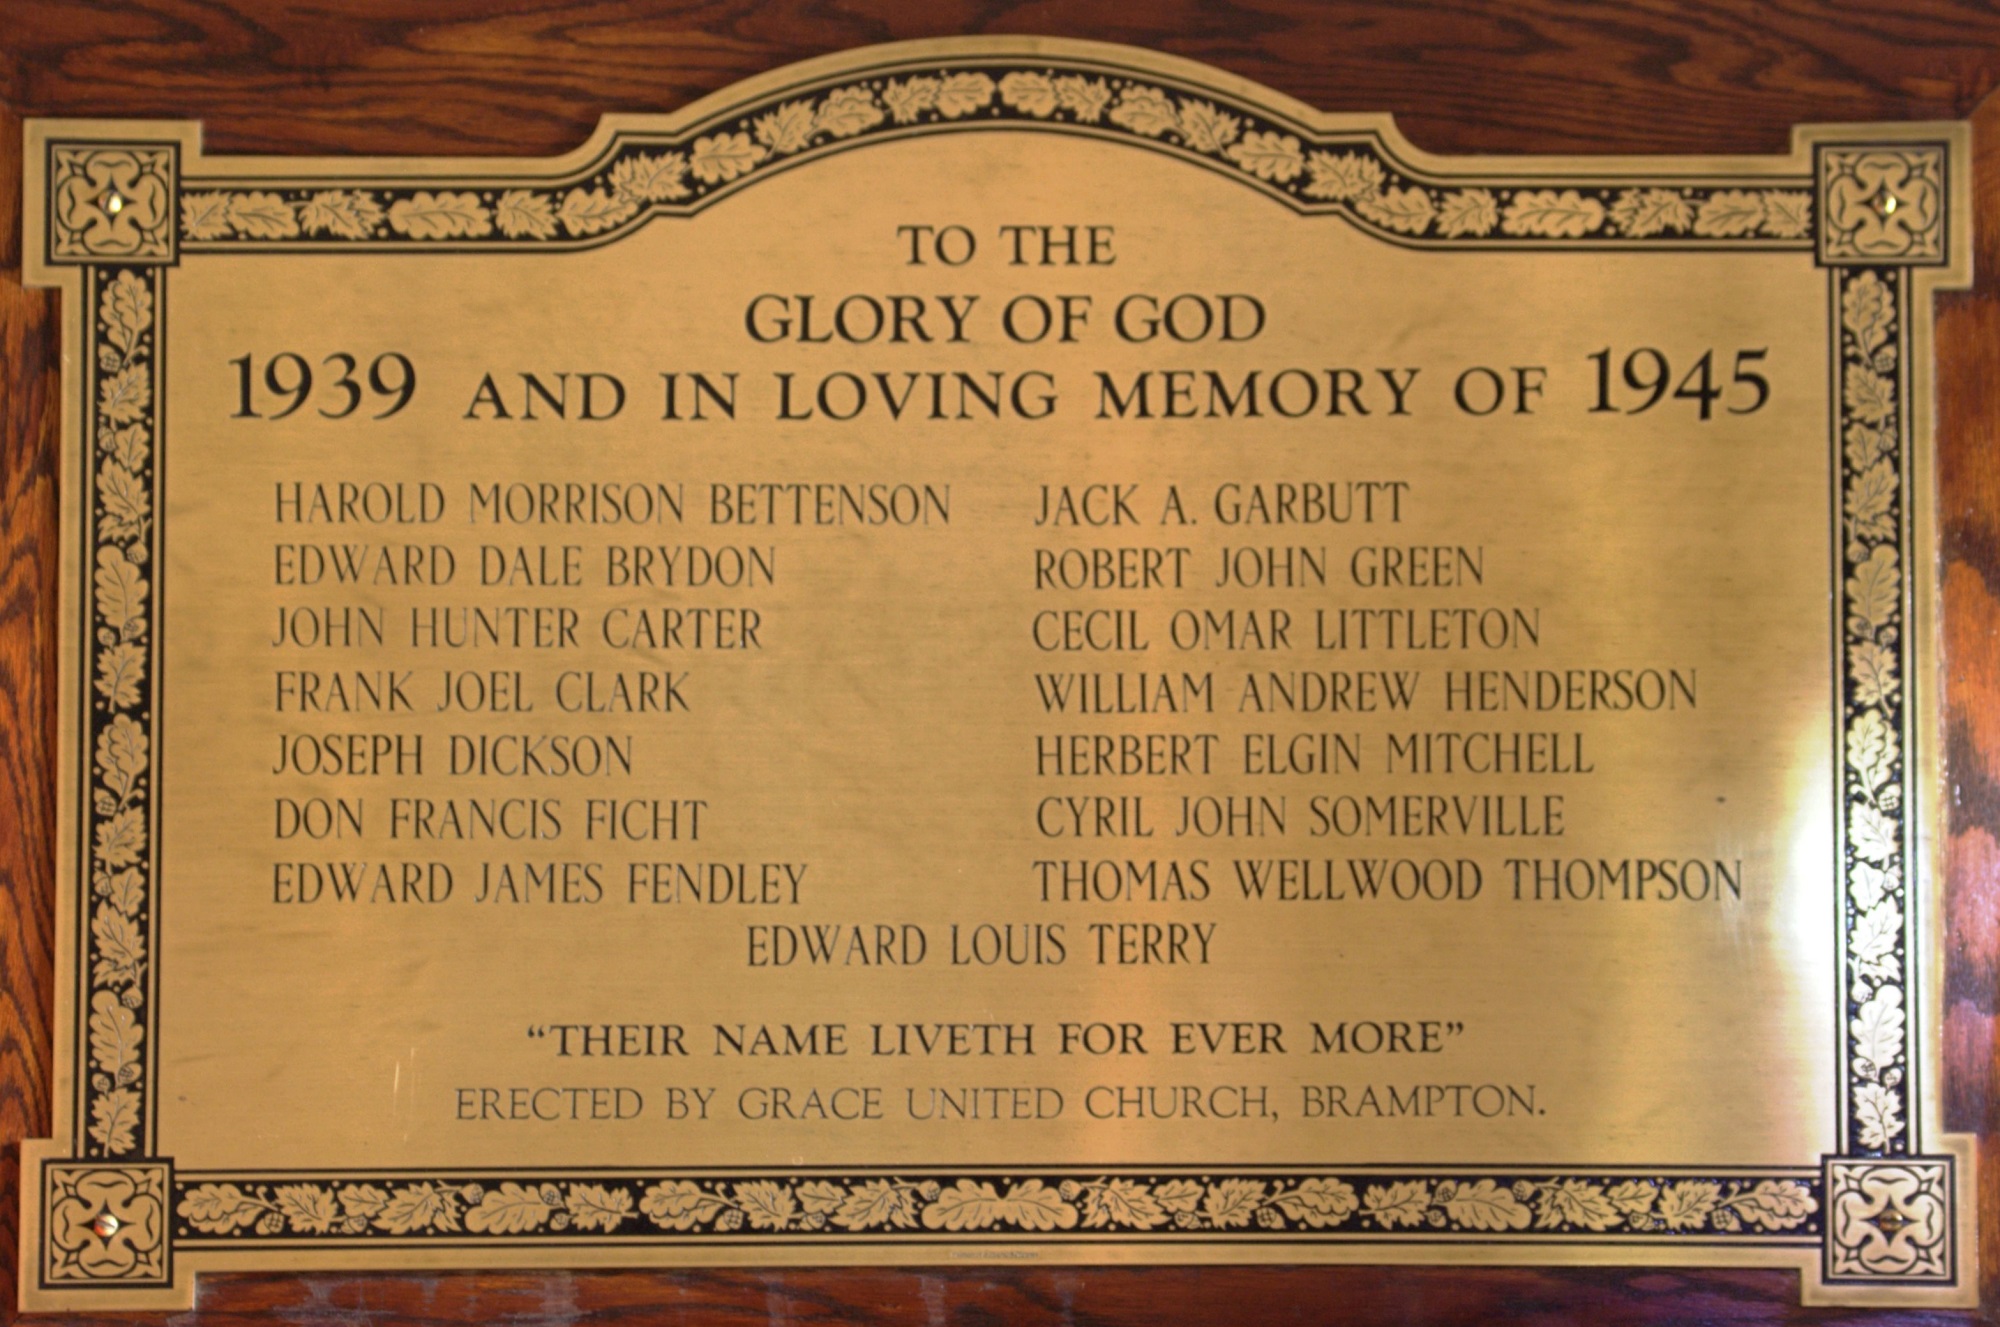 TO THE
GLORY OF GOD
1939 AND IN LOVING MEMORY OF 1945
HAROLD MORRISON BETTENSON
EDWARD DALE BRYDON
JOHN HUNTER CARTER
FRANK JOEL CLARK
JOSEPH DICKSON
DON FRANCIS FICHT
EDWARD JAMES FENDLEY
JACK A. GARBUTT
ROBERT JOHN GREEN
CECIL OMAR LITTLETON
WILLIAM ANDREW HENDERSON
HERBERT ELGIN MITCHELL
CYRIL JOHN SOMERVILLE
THOMAS WELLWOOD THOMPSON
EDWARD LOUIS TERRY
“THEIR NAME LIVETH FOR EVER MORE”
ERECTED BY GRACE UNITED CHURCH, BRAMPTON.